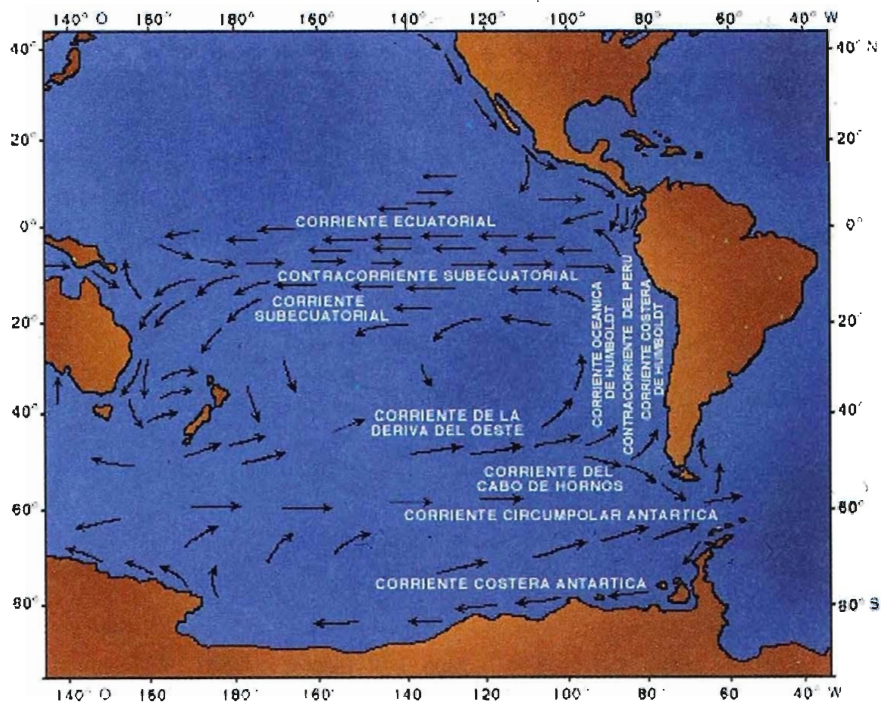 140° O 160° 180° 160° 140° 120° 100° 80° 60° 40° W
40° 40° N
20° 20°
0° 0°
20° 20°
40° 40°
60° 60°
80° 80° S
CORRIENTE ECUATORIAL
CONTRACORRIENTE SUBECUATORIAL
CORRIENTE
SUBECUATORIAL
CORRIENTE OCEANICA
DE HUMBOLDT
CONTRACORRIENTE DEL PERU
CORRIENTE COSTERA
DE HUMBOLDT
CORRIENTE DE LA
DERIVA DEL OESTE
CORRIENTE DEL
CABO DE HORNOS
CORRIENTE CIRCUMPOLAR ANTARTICA
CORRIENTE COSTERA ANTARTICA
140° O 160° 180° 160° 140° 120° 100° 80° 60° 40° W